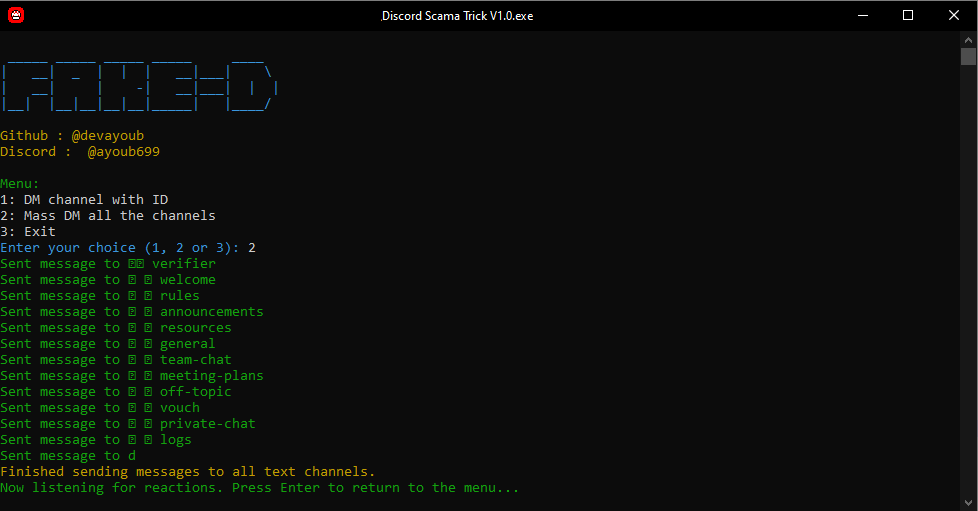 Discord Scama Trick V1.0.exe
FAKE-D
Github : @devayoub
Discord :  @ayoub699
Menu:
1: DM channel with ID
2: Mass DM all the channels
3: Exit
Enter your choice (1, 2 or 3): 2
Sent message to verifier
Sent message to welcome
Sent message to rules
Sent message to announcements
Sent message to resources
Sent message to general
Sent message to team-chat
Sent message to meeting-plans
Sent message to off-topic
Sent message to vouch
Sent message to private-chat
Sent message to logs
Sent message to d
Finished sending messages to all text channels.
Now listening for reactions. Press Enter to return to the menu...